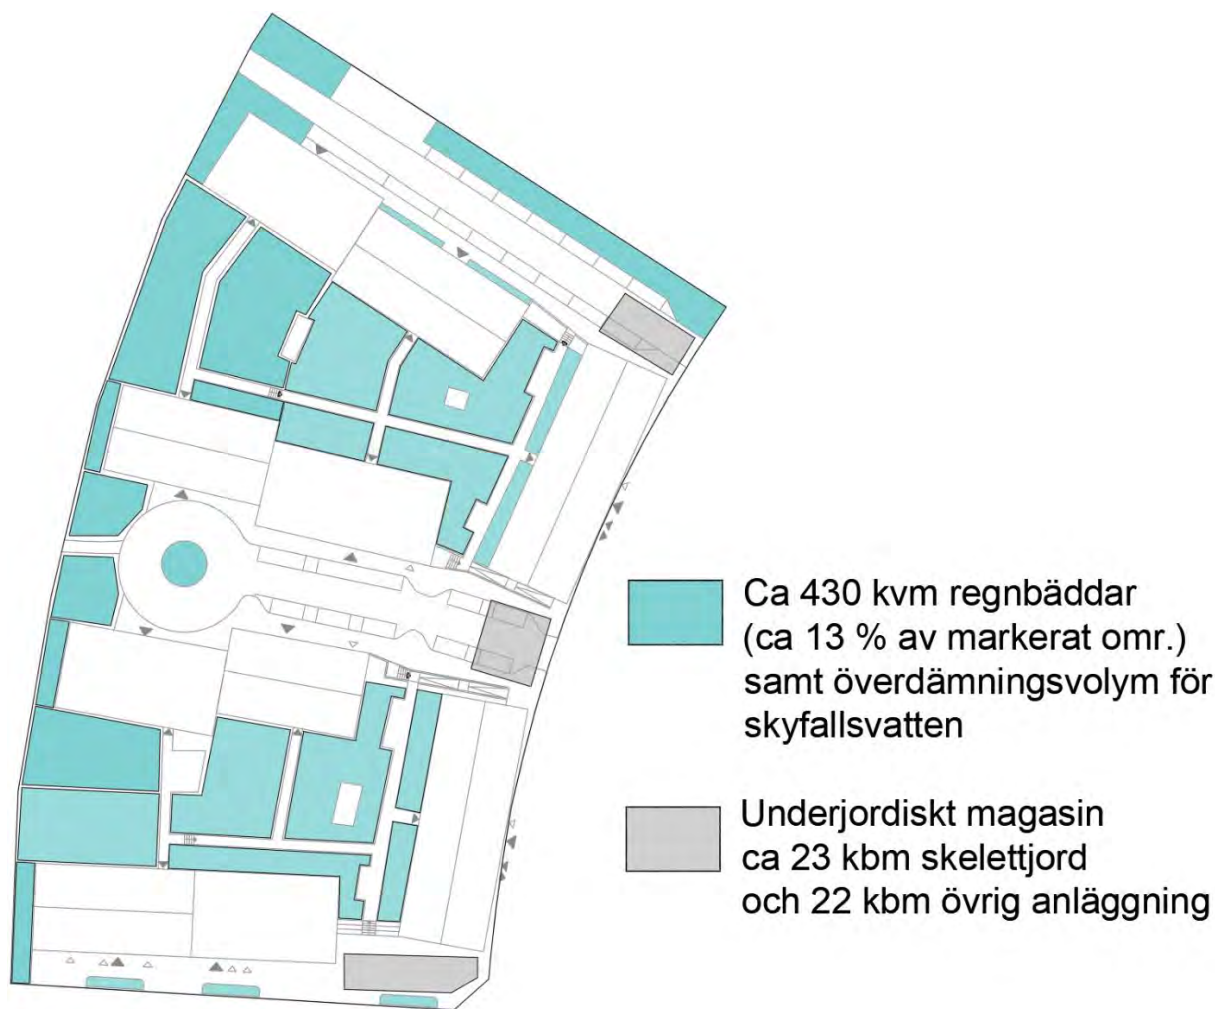 Ca 430 kvm regnbäddar
(ca 13 % av markerat omr.)
samt överdämningsvolym för
skyfallsvatten
Underjordiskt magasin
ca 23 kbm skelettjord
och 22 kbm övrig anläggning